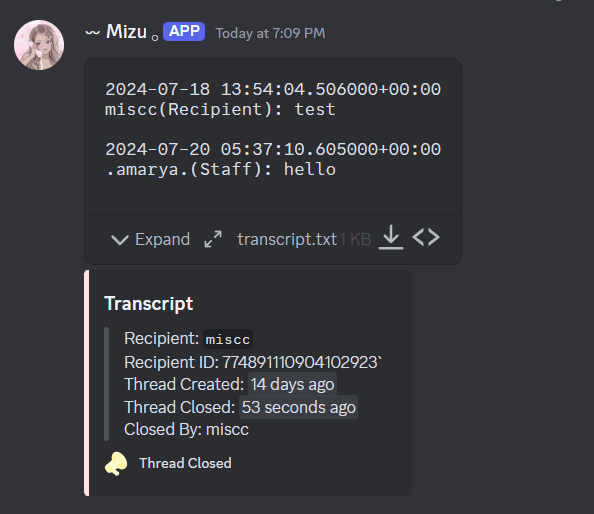 〰 Mizu 。 APP Today at 7:09 PM
2024-07-18 13:54:04.506000+00:00
miscc(Recipient): test
2024-07-20 05:37:10.605000+00:00
.amarya.(Staff): hello
Expand transcript.txt 1 KB
Transcript
Recipient: miscc
Recipient ID: 774891110904102923`
Thread Created: 14 days ago
Thread Closed: 53 seconds ago
Closed By: miscc
Thread Closed